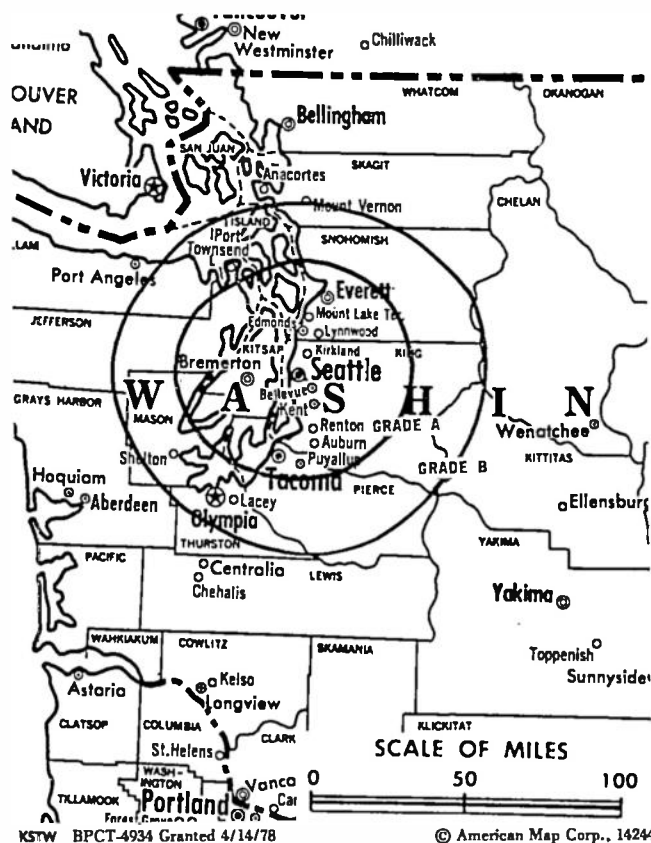 New
Westminster
Chilliwack
WHATCOM
OKANOGAN
OUVER
AND
Bellingham
SAN JUAN
SKAGIT
Victoria
Anacortes
CHELAN
Mount Vernon
ISLAND
Port
Townsend
SNOHOMISH
LLAM
Port Angeles
Everett
Mount Lake Ter.
JEFFERSON
Edmonds
Lynnwood
KITSAP
Kirkland
KING
Bremerton
Seattle
Bellevue
W A S H I N
GRAYS HARBOR
MASON
Kent
Renton
GRADE A
Wenatchee
Auburn
KITTITAS
Shelton
Puyallup
GRADE B
Tacoma
Hoquiam
PIERCE
Aberdeen
Lacey
Ellensburg
Olympia
THURSTON
YAKIMA
PACIFIC
Centralia
LEWIS
Chehalis
Yakima
WAHKIAKUM
COWLITZ
SKAMANIA
Toppenish
Astaria
Kelso
Sunnyside
Longview
CLATSOP
COLUMBIA
KLICKITAT
CLARK
St. Helens
SCALE OF MILES
WASH-
INGTON
0 50 100
TILLAMOOK
Portland
Vanca
Car
KSTW BPCT-4934 Granted 4/14/78
© American Map Corp., 14244